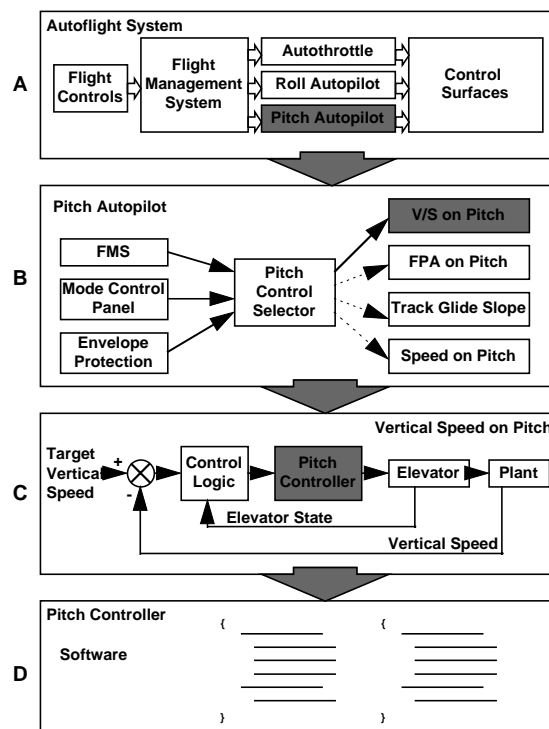 Autoflight System
A
Flight
Controls
Flight
Management
System
Autothrottle
Roll Autopilot
Pitch Autopilot
Control
Surfaces
Pitch Autopilot
B
FMS
Mode Control
Panel
Envelope
Protection
Pitch
Control
Selector
V/S on Pitch
FPA on Pitch
Track Glide Slope
Speed on Pitch
Vertical Speed on Pitch
C
Target
Vertical
Speed
+
-
Control
Logic
Pitch
Controller
Elevator
Plant
Elevator State
Vertical Speed
Pitch Controller
D
Software
{
}
{
}